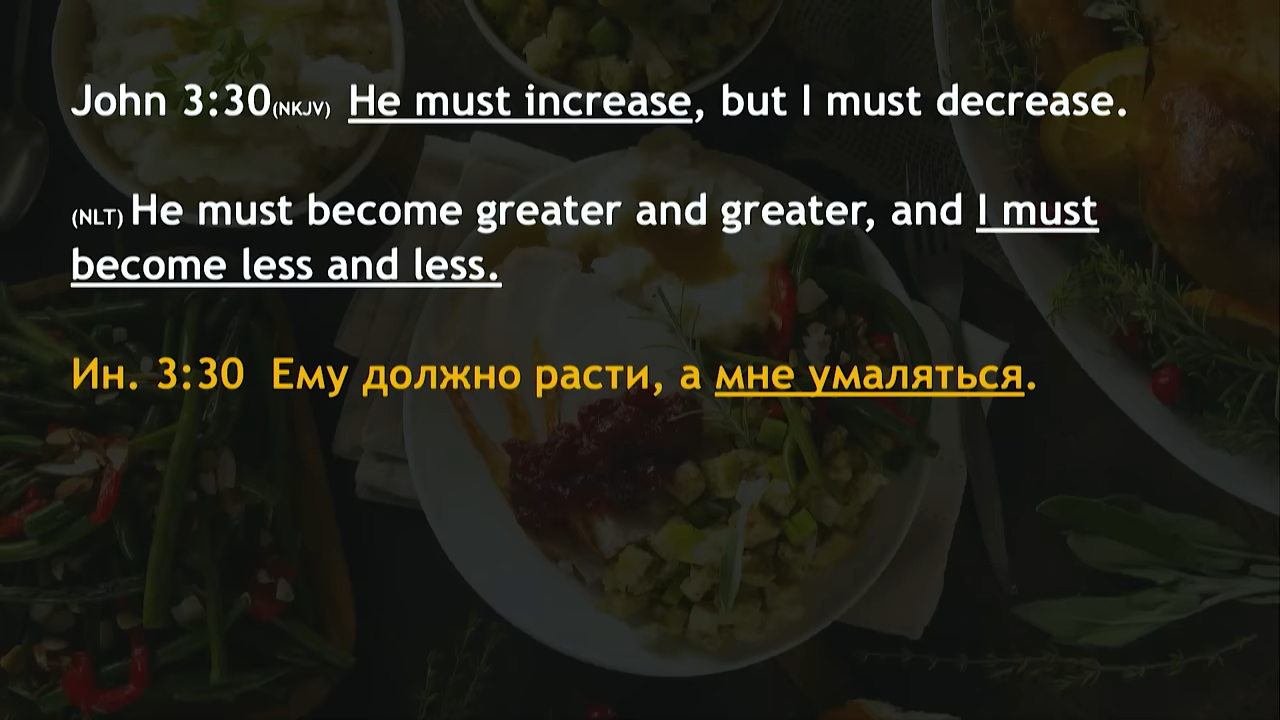 John 3:30(NKJV) He must increase, but I must decrease.
(NLT) He must become greater and greater, and I must
become less and less.
Ин. 3:30 Ему должно расти, а мне умаляться.